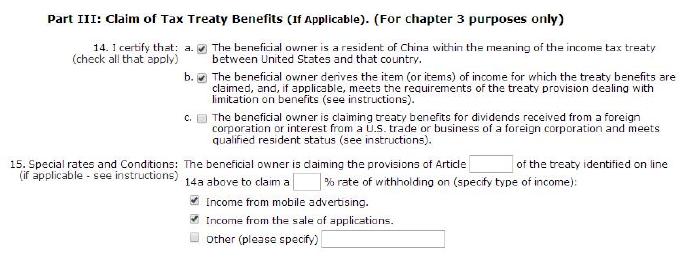 Part III: Claim of Tax Treaty Benefits (If Applicable). (For chapter 3 purposes only)
14. I certify that: a. The beneficial owner is a resident of China within the meaning of the income tax treaty
(check all that apply) between United States and that country.
b. The beneficial owner derives the item (or items) of income for which the treaty benefits are
claimed, and, if applicable, meets the requirements of the treaty provision dealing with
limitation on benefits (see instructions).
c. The beneficial owner is claiming treaty benefits for dividends received from a foreign
corporation or interest from a U.S. trade or business of a foreign corporation and meets
qualified resident status (see instructions).
15. Special rates and Conditions: The beneficial owner is claiming the provisions of Article of the treaty identified on line
(if applicable - see instructions) 14a above to claim a % rate of withholding on (specify type of income):
Income from mobile advertising.
Income from the sale of applications.
Other (please specify)